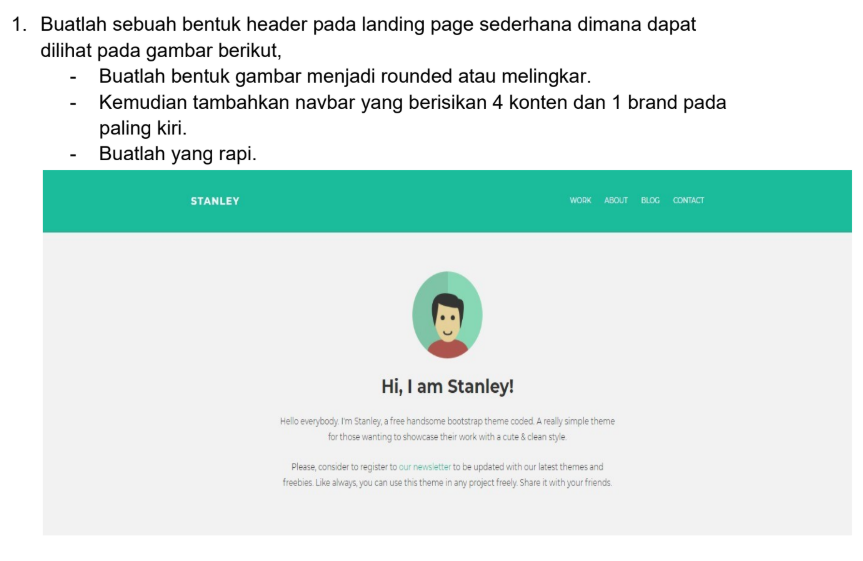 1. Buatlah sebuah bentuk header pada landing page sederhana dimana dapat
dilihat pada gambar berikut,
- Buatlah bentuk gambar menjadi rounded atau melingkar.
- Kemudian tambahkan navbar yang berisikan 4 konten dan 1 brand pada
paling kiri.
- Buatlah yang rapi.
STANLEY WORK ABOUT BLOG CONTACT
Hi, I am Stanley!
Hello everybody. I'm Stanley, a free handsome bootstrap theme coded. A really simple theme
for those wanting to showcase their work with a cute & clean style.
Please, consider to register to our newsletter to be updated with our latest themes and
freebies. Like always, you can use this theme in any project freely. Share it with your friends.